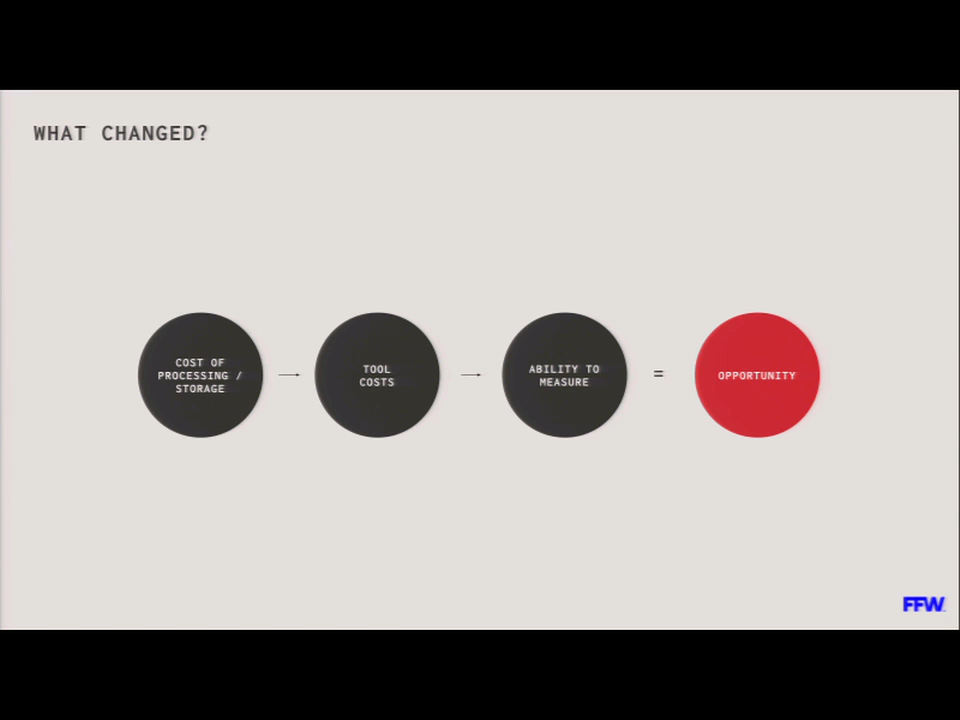 WHAT CHANGED?
COST OF
PROCESSING /
STORAGE
→
TOOL
COSTS
→
ABILITY TO
MEASURE
=
OPPORTUNITY
FFW